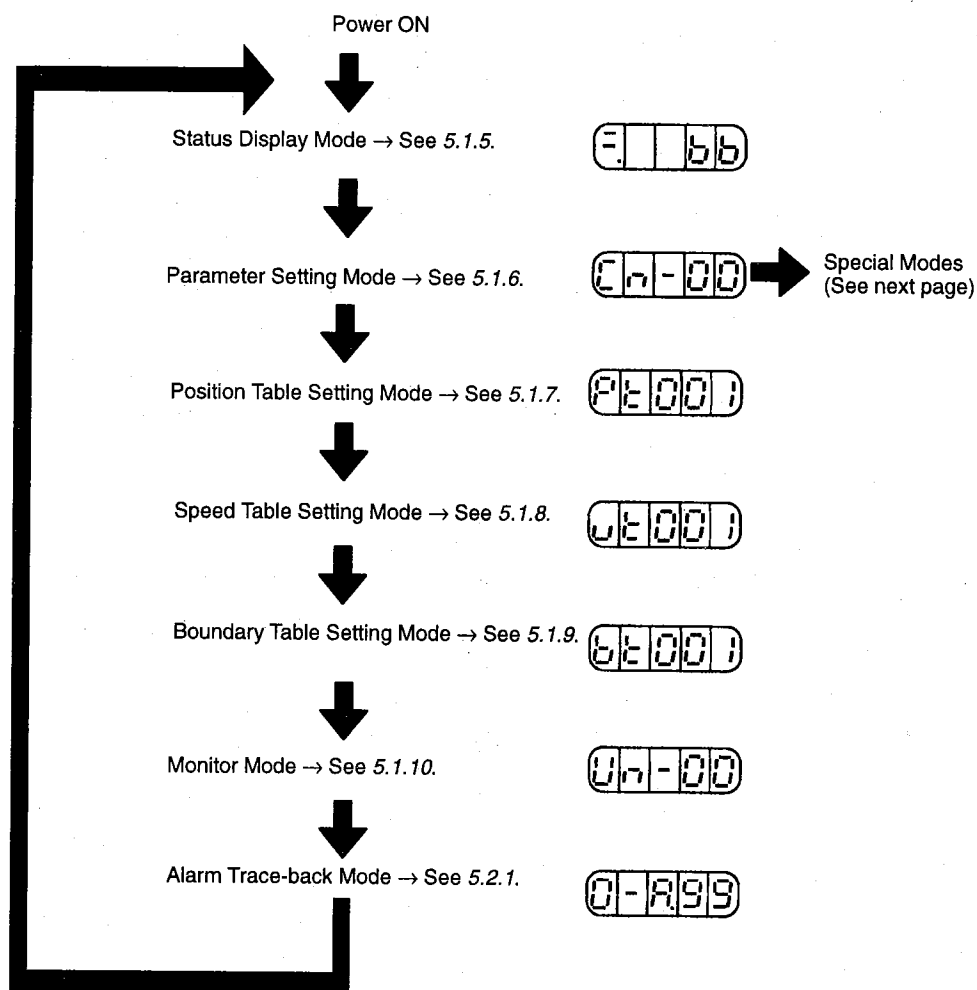 Power ON
Status Display Mode → See 5.1.5.
bb
Parameter Setting Mode → See 5.1.6.
Cn-00
Special Modes
(See next page)
Position Table Setting Mode → See 5.1.7.
Pt001
Speed Table Setting Mode → See 5.1.8.
ut001
Boundary Table Setting Mode → See 5.1.9.
bt001
Monitor Mode → See 5.1.10.
Un-00
Alarm Trace-back Mode → See 5.2.1.
0-A.99